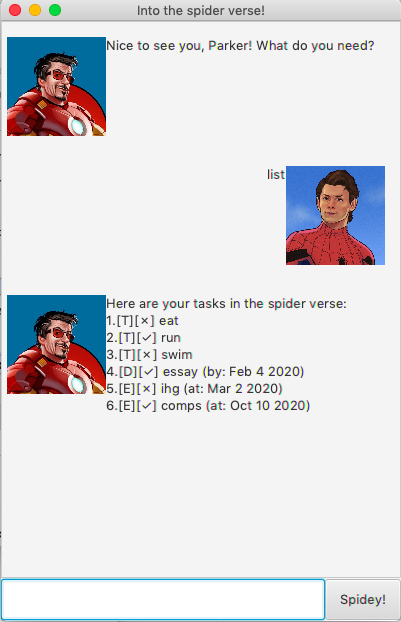 Into the spider verse!
Nice to see you, Parker! What do you need?
list
Here are your tasks in the spider verse:
1.[T][✗] eat
2.[T][✓] run
3.[T][✗] swim
4.[D][✓] essay (by: Feb 4 2020)
5.[E][✗] ihg (at: Mar 2 2020)
6.[E][✓] comps (at: Oct 10 2020)
Spidey!